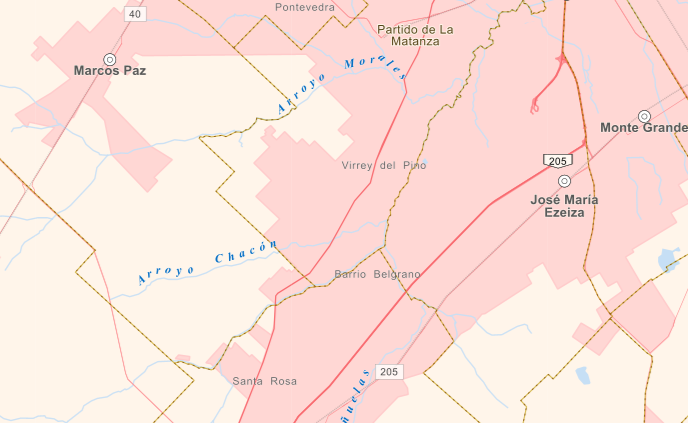 Pontevedra
40
Partido de La
Matanza
Marcos Paz
Arroyo Morales
Monte Grande
Virrey del Pino
205
José María
Ezeiza
Arroyo Chacón
Barrio Belgrano
205
Santa Rosa
ñuelas